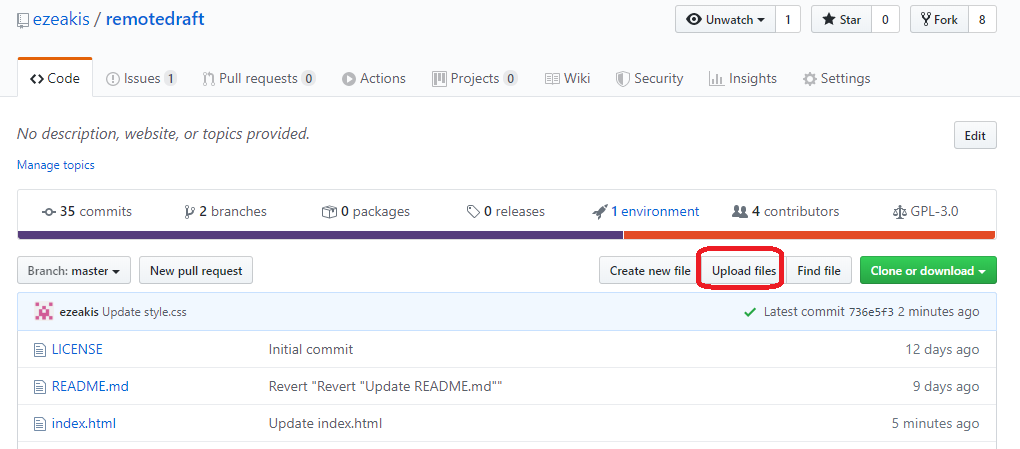 ezeakis / remotedraft Unwatch 1 Star 0 Fork 8
Code Issues 1 Pull requests 0 Actions Projects 0 Wiki Security Insights Settings
No description, website, or topics provided. Edit
Manage topics
35 commits 2 branches 0 packages 0 releases 1 environment 4 contributors GPL-3.0
Branch: master New pull request Create new file Upload files Find file Clone or download
ezeakis Update style.css Latest commit 736e5f3 2 minutes ago
LICENSE Initial commit 12 days ago
README.md Revert "Revert "Update README.md"" 9 days ago
index.html Update index.html 5 minutes ago